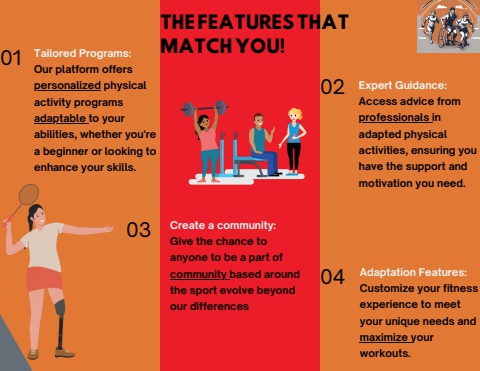 THE FEATURES THAT
MATCH YOU!
01
Tailored Programs:
Our platform offers
personalized physical
activity programs
adaptable to your
abilities, whether you're
a beginner or looking to
enhance your skills.
02
Expert Guidance:
Access advice from
professionals in
adapted physical
activities, ensuring you
have the support and
motivation you need.
03
Create a community:
Give the chance to
anyone to be a part of
community based around
the sport evolve beyond
our differences
04
Adaptation Features:
Customize your fitness
experience to meet
your unique needs and
maximize your
workouts.